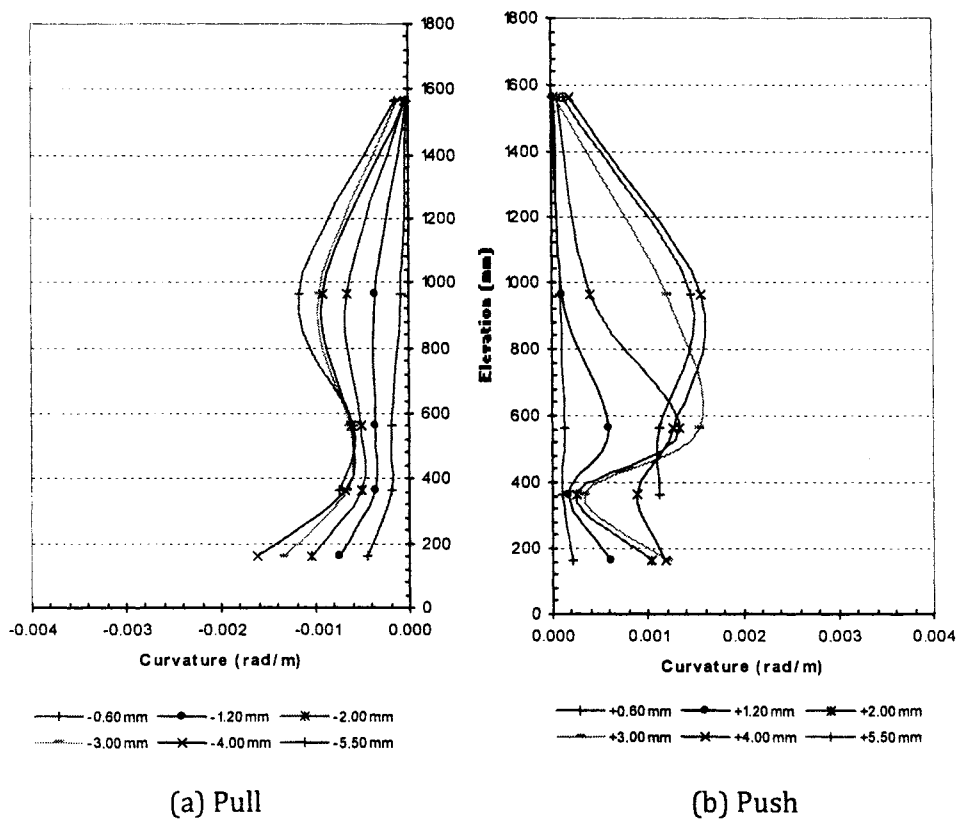 1800
1600
1400
1200
1000
800
600
400
200
0
-0.004 -0.003 -0.002 -0.001 0.000
Curvature (rad/m)
-0.60 mm -1.20 mm -2.00 mm
-3.00 mm -4.00 mm -5.50 mm
(a) Pull
Elevation (mm)
1800
1600
1400
1200
1000
800
600
400
200
0
0.000 0.001 0.002 0.003 0.004
Curvature (rad/m)
+0.60 mm +1.20 mm +2.00 mm
+3.00 mm +4.00 mm +5.50 mm
(b) Push